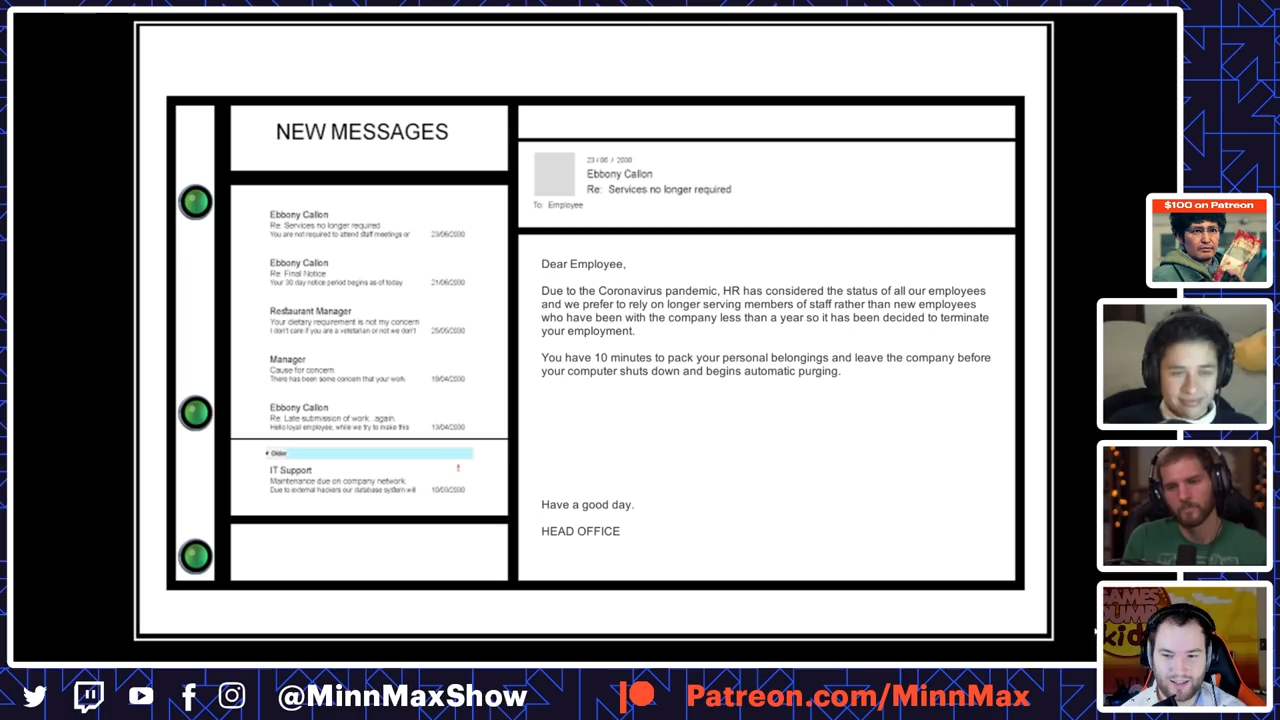 NEW MESSAGES
Ebbony Callon
Re: Services no longer required
You are not required to attend staff meetings or
23/06/2030
Ebbony Callon
Re: Final Notice
Your 30 day notice period begins as of today
21/06/2030
Restaurant Manager
Your dietary requirement is not my concern
I don't care if you are a vetetarian or not we don't
25/05/2030
Manager
Cause for concern
There has been some concern that your work
19/04/2030
Ebbony Callon
Re: Late submission of work...again.
Hello loyal employee, while we try to make this
13/04/2030
Older
IT Support
!
Maintenance due on company network.
Due to external hackers our database system will
10/03/2030
23 / 06 / 2030
Ebbony Callon
Re: Services no longer required
To: Employee
Dear Employee,
Due to the Coronavirus pandemic, HR has considered the status of all our employees
and we prefer to rely on longer serving members of staff rather than new employees
who have been with the company less than a year so it has been decided to terminate
your employment.
You have 10 minutes to pack your personal belongings and leave the company before
your computer shuts down and begins automatic purging.
Have a good day.
HEAD OFFICE
$100 on Patreon
GAMES
DUMB
kid
@MinnMaxShow
Patreon.com/MinnMax